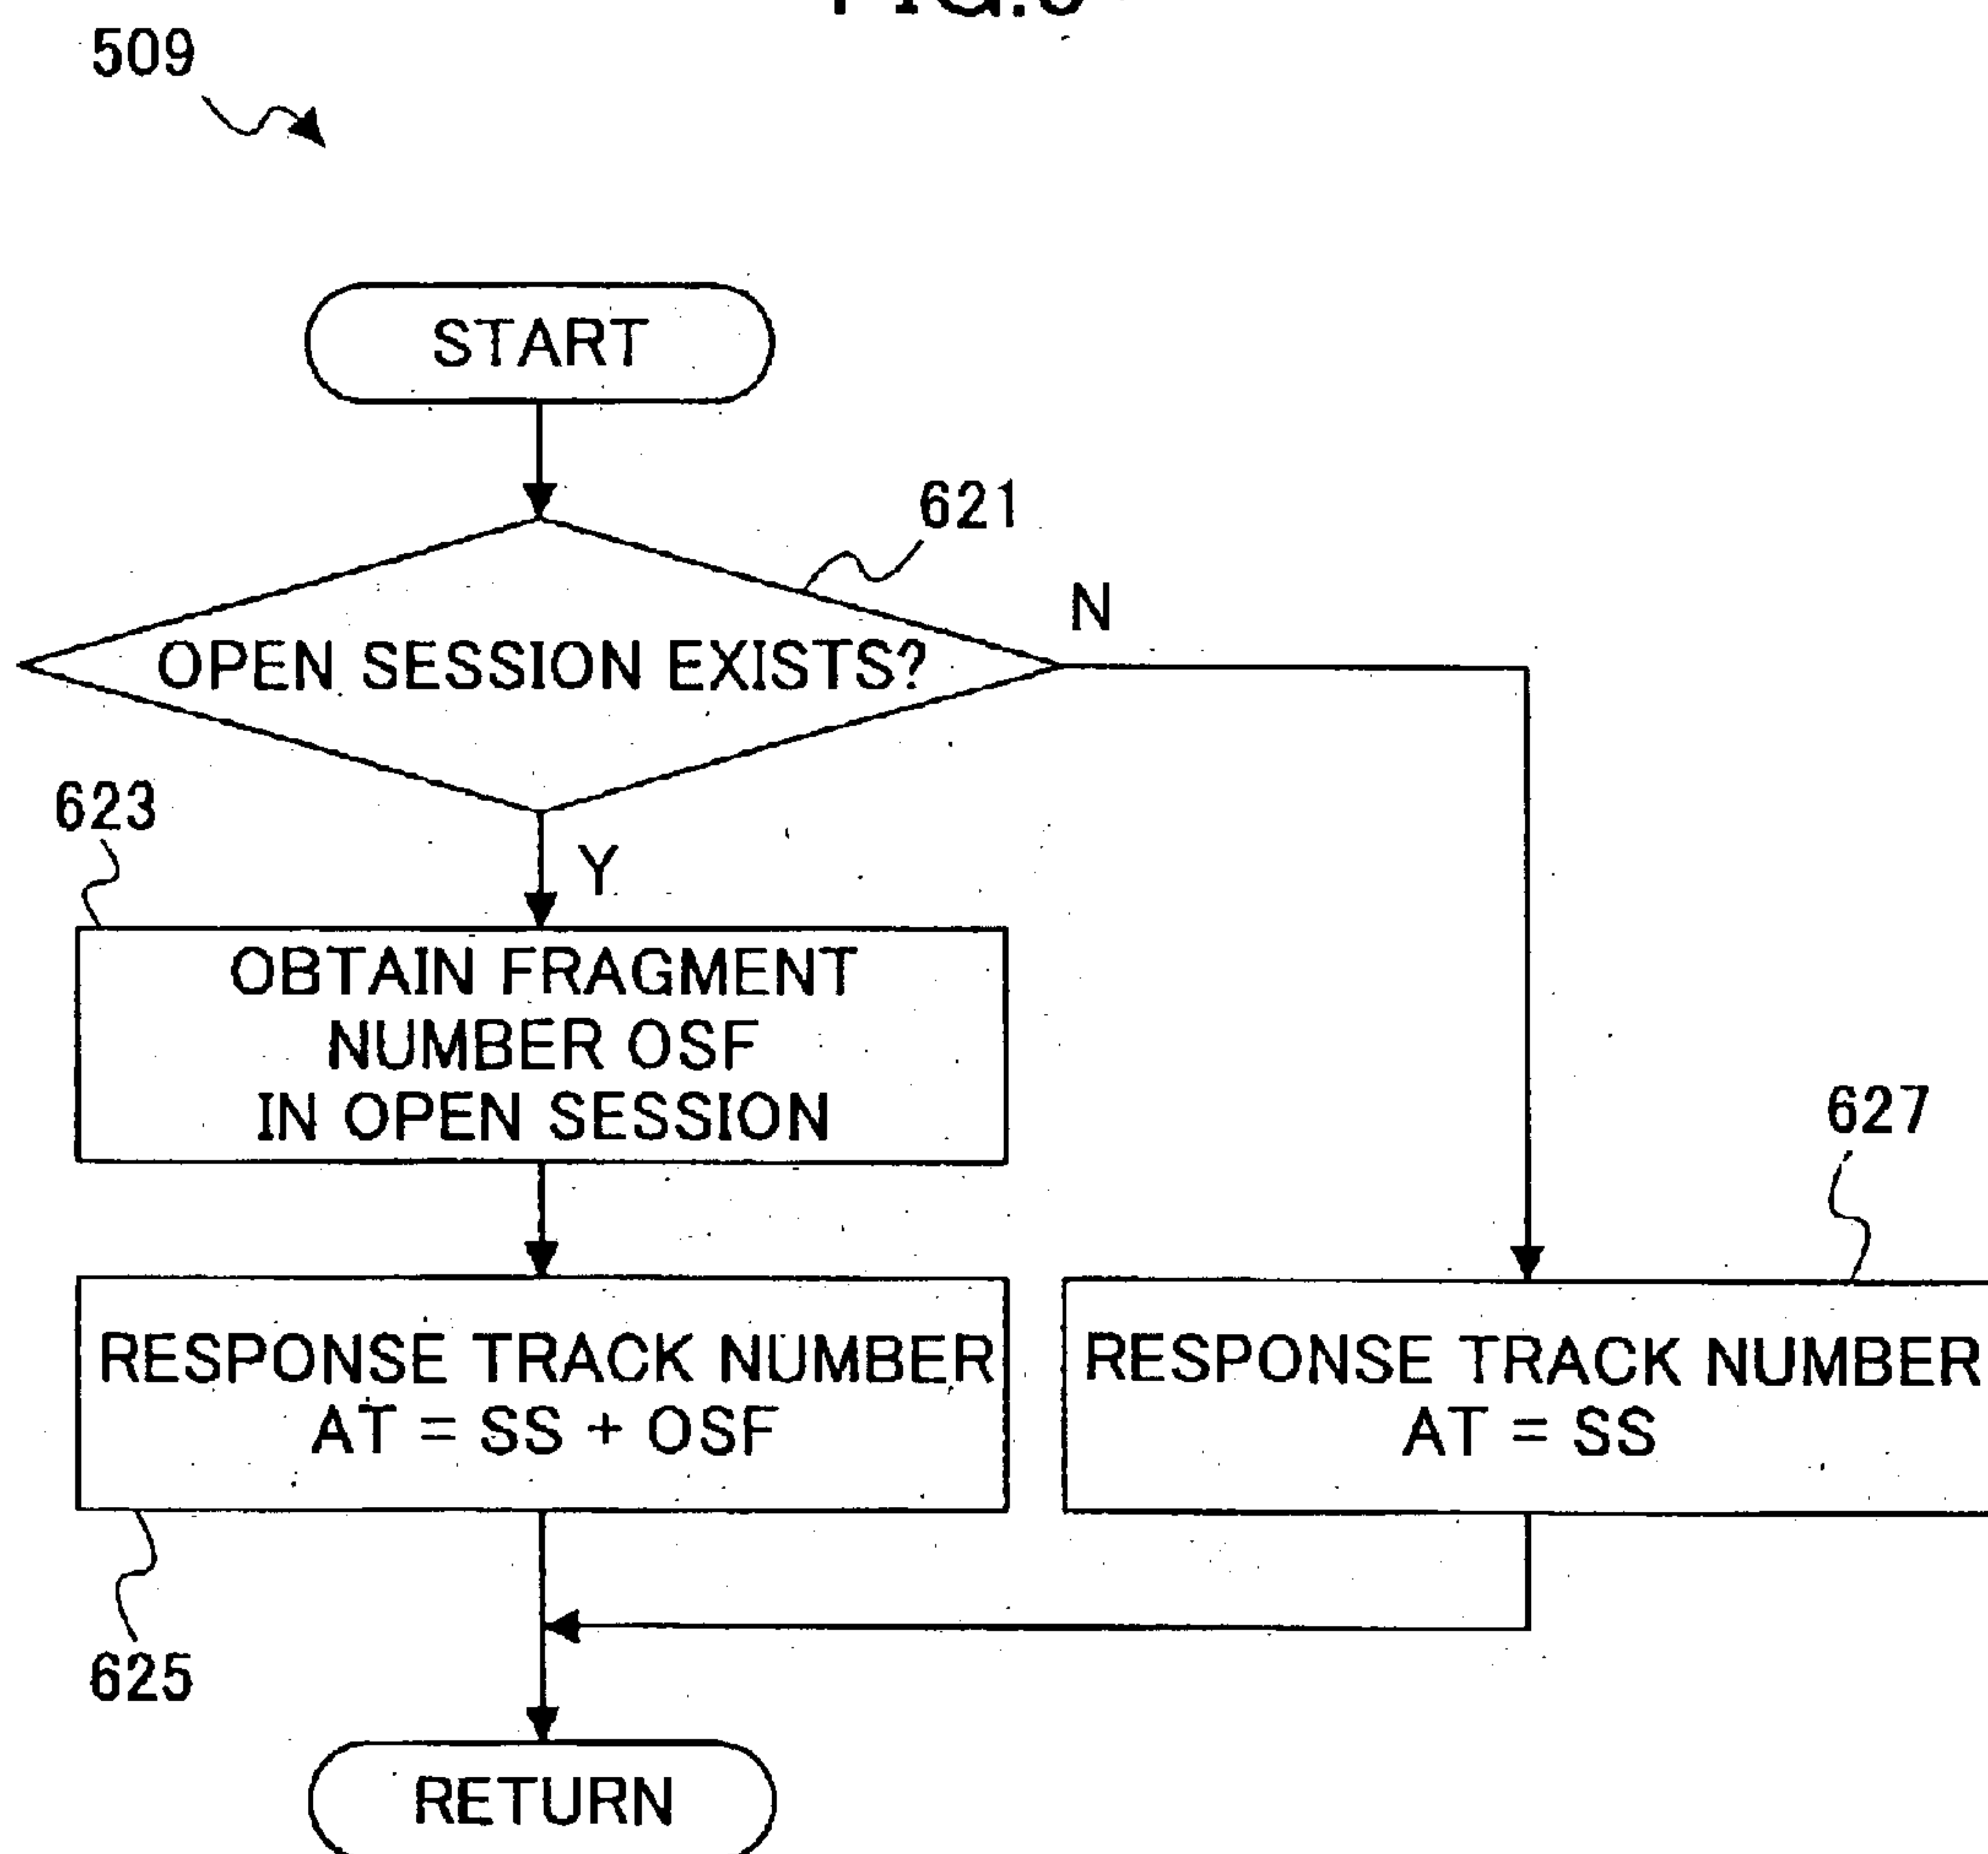 509
START
621
OPEN SESSION EXISTS?
N
623
Y
OBTAIN FRAGMENT
NUMBER OSF
IN OPEN SESSION
627
RESPONSE TRACK NUMBER
AT = SS + OSF
RESPONSE TRACK NUMBER
AT = SS
625
RETURN